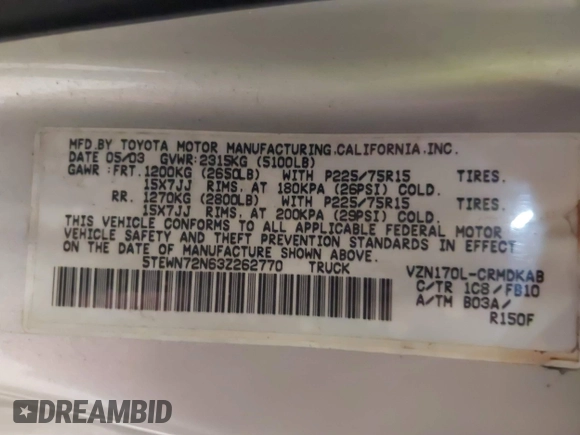 MFD.BY TOYOTA MOTOR MANUFACTURING,CALIFORNIA,INC.
DATE 05/03 GVWR:2315KG (5100LB)
GAWR :FRT. 1200KG (2650LB) WITH P225/75R15 TIRES.
15X7JJ RIMS. AT 180KPA (26PSI) COLD.
RR. 1270KG (2800LB) WITH P225/75R15 TIRES.
15X7JJ RIMS. AT 200KPA (29PSI) COLD.
THIS VEHICLE CONFORMS TO ALL APPLICABLE FEDERAL MOTOR
VEHICLE SAFETY AND THEFT PREVENTION STANDARDS IN EFFECT
ON THE DATE OF MANUFACTURE SHOWN ABOVE.
5TEWN72N63Z262770 TRUCK
VZN170L-CRMDKAB
C/TR 1C8/FB10
A/TM B03A/
R150F
DREAMBID